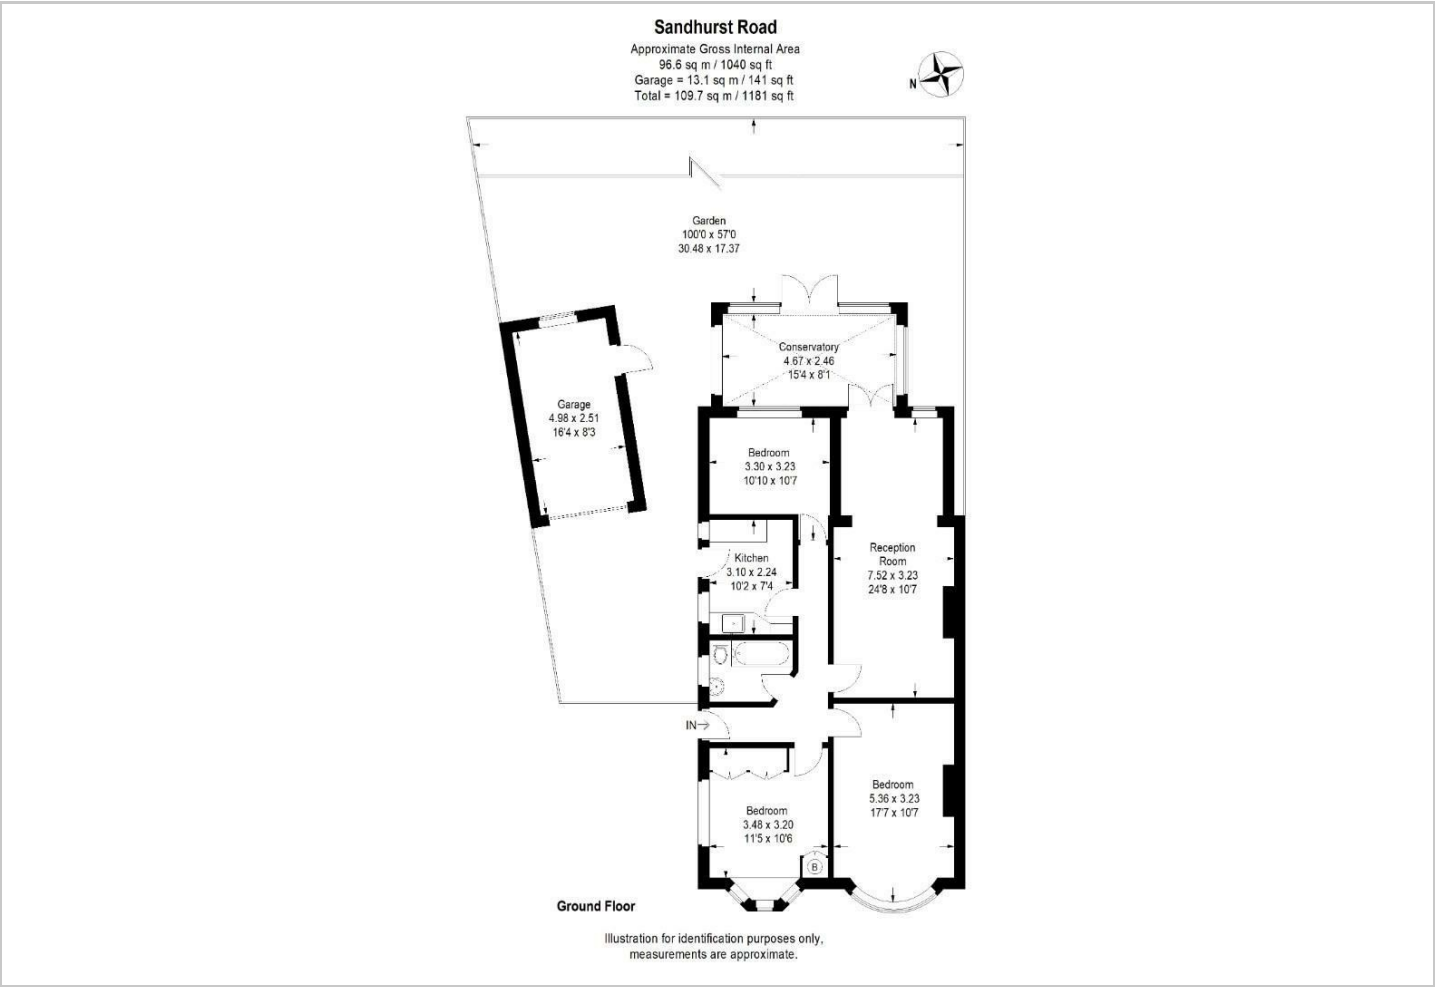 Sandhurst Road
Approximate Gross Internal Area
96.6 sq m / 1040 sq ft
Garage = 13.1 sq m / 141 sq ft
Total = 109.7 sq m / 1181 sq ft
N
Garden
100'0 x 57'0
30.48 x 17.37
Conservatory
4.67 x 2.46
15'4 x 8'1
Garage
4.98 x 2.51
16'4 x 8'3
Bedroom
3.30 x 3.23
10'10 x 10'7
Kitchen
3.10 x 2.24
10'2 x 7'4
Reception
Room
7.52 x 3.23
24'8 x 10'7
IN
Bedroom
5.36 x 3.23
17'7 x 10'7
Bedroom
3.48 x 3.20
11'5 x 10'6
B
Ground Floor
Illustration for identification purposes only,
measurements are approximate.